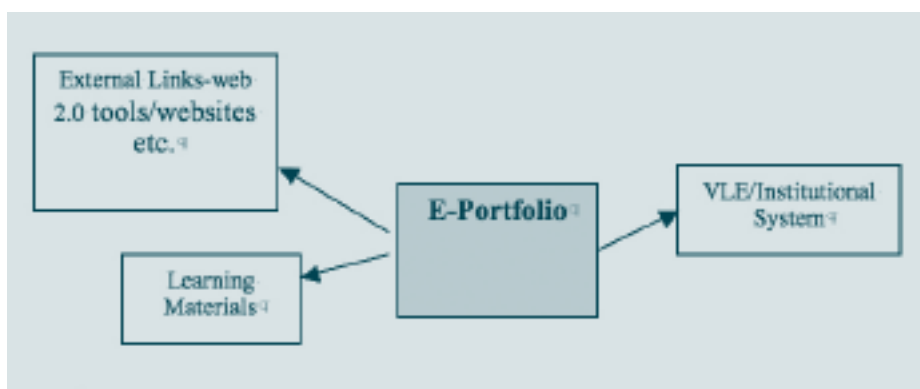 External Links-web
2.0 tools/websites
etc.
E-Portfolio
VLE/Institutional
System
Learning
Materials